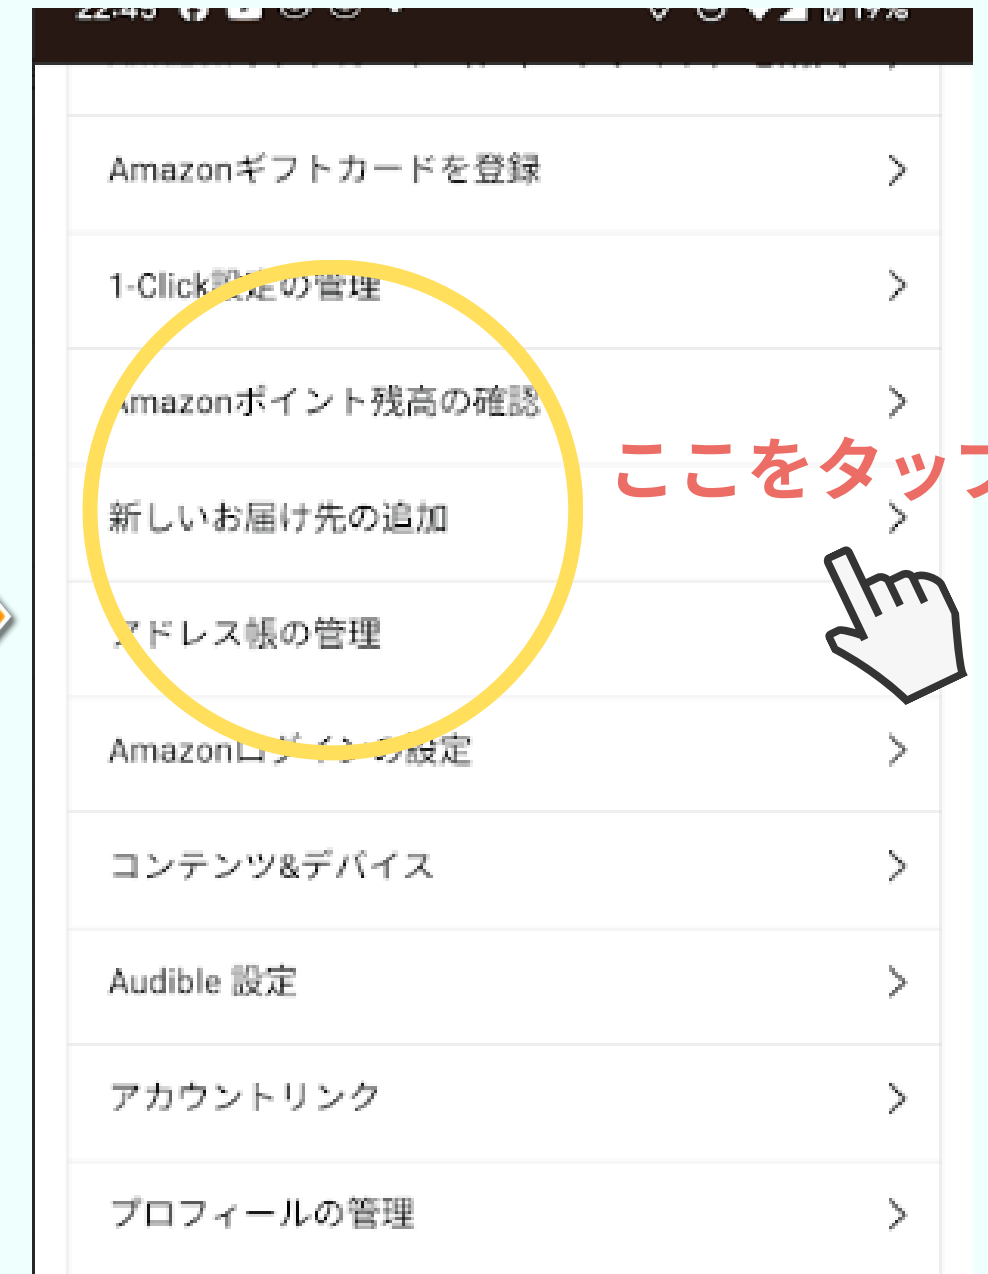 Amazonギフトカードを登録
1-Click設定の管理
Amazonポイント残高の確認
ここをタップ
新しいお届け先の追加
アドレス帳の管理
Amazonログインの設定
コンテンツ&デバイス
Audible 設定
アカウントリンク
プロフィールの管理